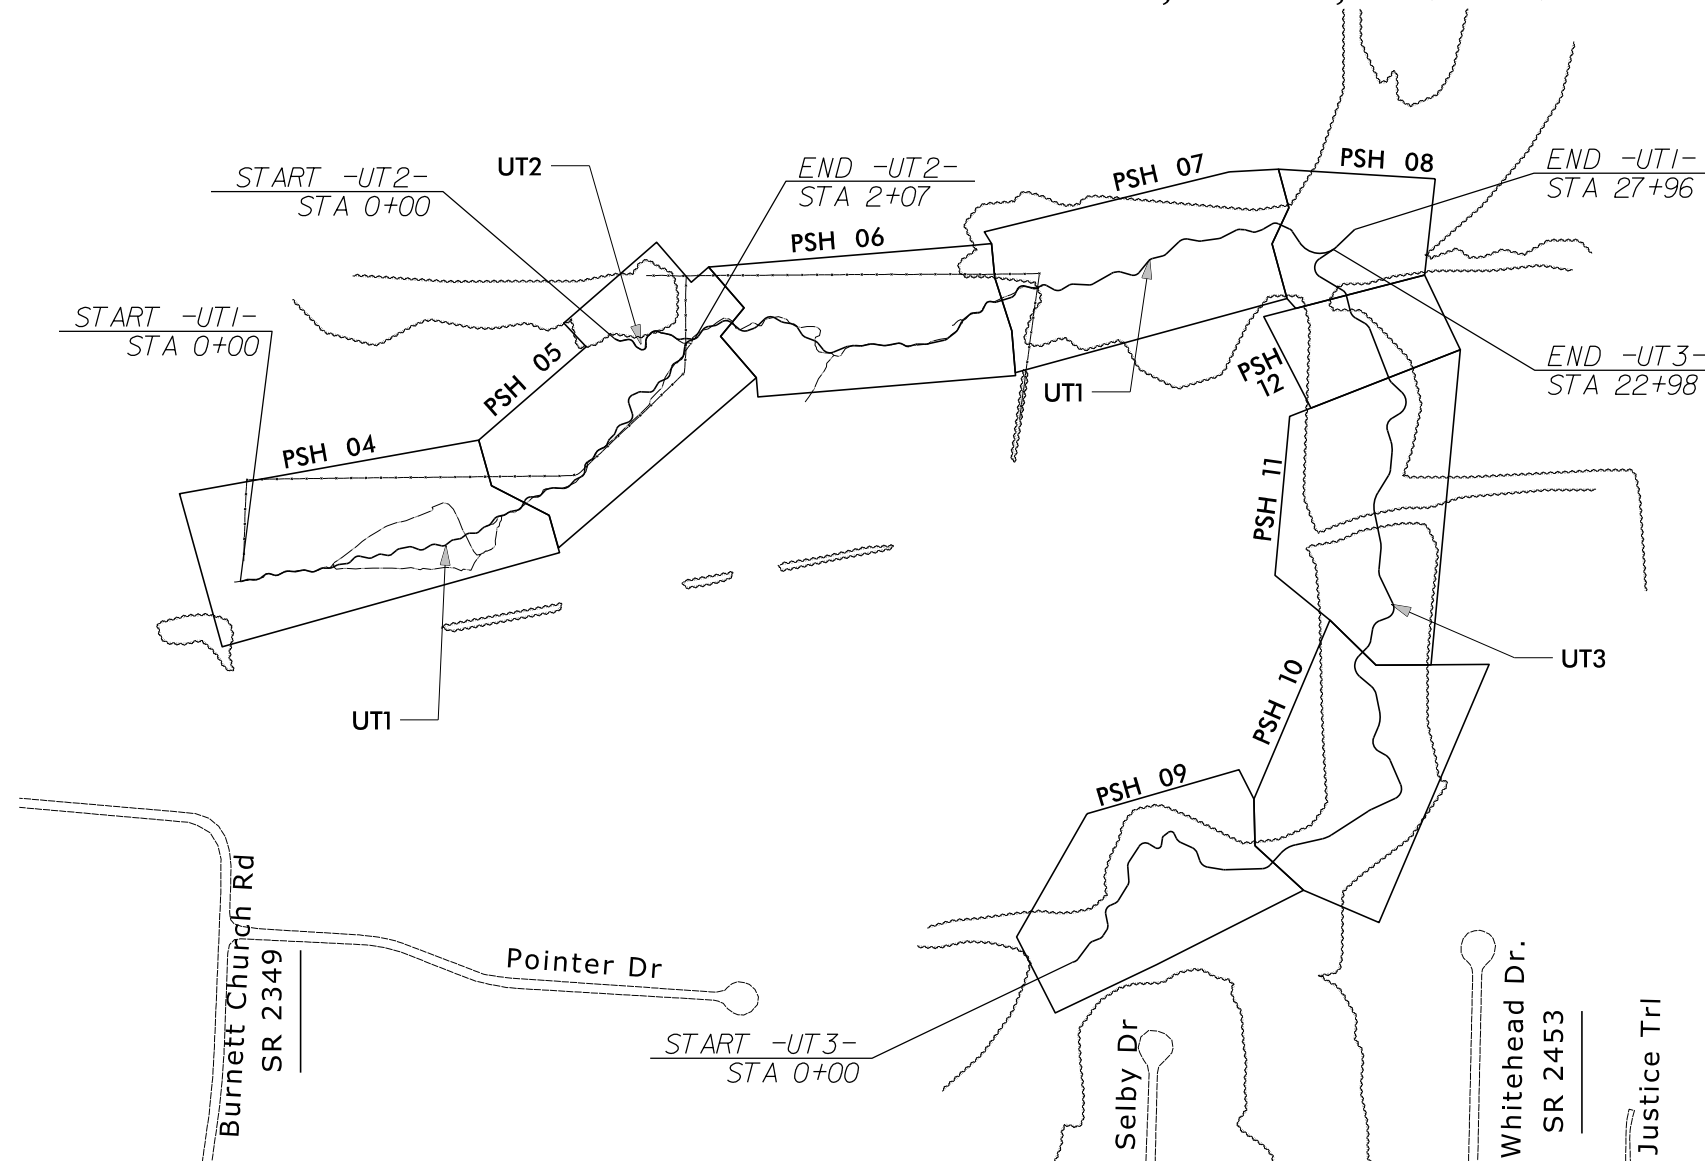 PSH 07
PSH 08
END -UT1-
STA 27+96
UT2
START -UT2-
STA 0+00
END -UT2-
STA 2+07
PSH 06
START -UT1-
STA 0+00
PSH 05
PSH
12
UT1
END -UT3-
STA 22+98
PSH 04
PSH 11
UT3
UT1
PSH 10
PSH 09
Burnett Church Rd
SR 2349
Pointer Dr
START -UT3-
STA 0+00
Selby Dr
Whitehead Dr.
SR 2453
Justice Trl